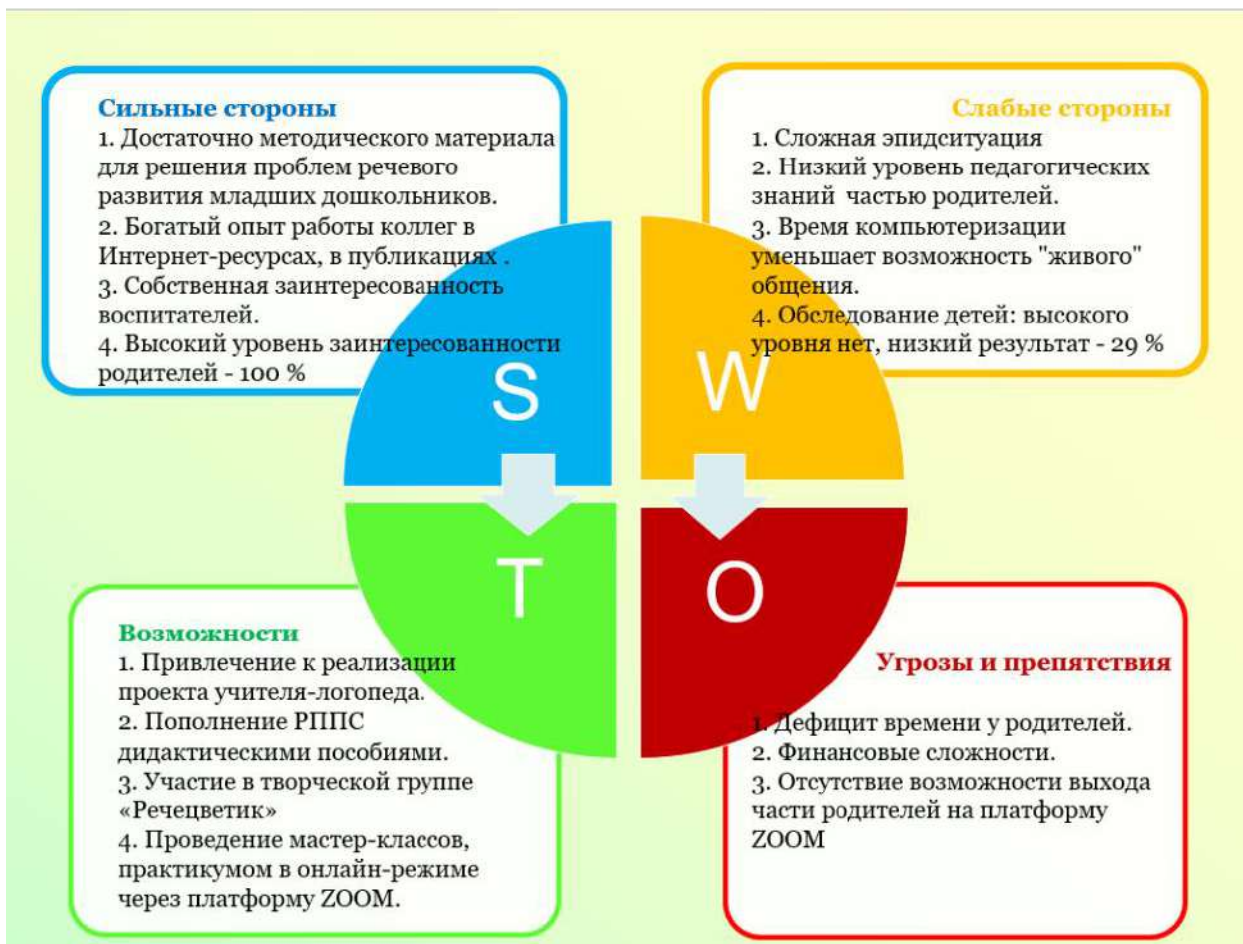 Сильные стороны
1. Достаточно методического материала
для решения проблем речевого
развития младших дошкольников.
2. Богатый опыт работы коллег в
Интернет-ресурсах, в публикациях .
3. Собственная заинтересованность
воспитателей.
4. Высокий уровень заинтересованности
родителей - 100 %
S
Слабые стороны
1. Сложная эпидситуация
2. Низкий уровень педагогических
знаний частью родителей.
3. Время компьютеризации
уменьшает возможность "живого"
общения.
4. Обследование детей: высокого
уровня нет, низкий результат - 29 %
W
T
Возможности
1. Привлечение к реализации
проекта учителя-логопеда.
2. Пополнение РППС
дидактическими пособиями.
3. Участие в творческой группе
«Речецветик»
4. Проведение мастер-классов,
практикумом в онлайн-режиме
через платформу ZOOM.
O
Угрозы и препятствия
1. Дефицит времени у родителей.
2. Финансовые сложности.
3. Отсутствие возможности выхода
части родителей на платформу
ZOOM